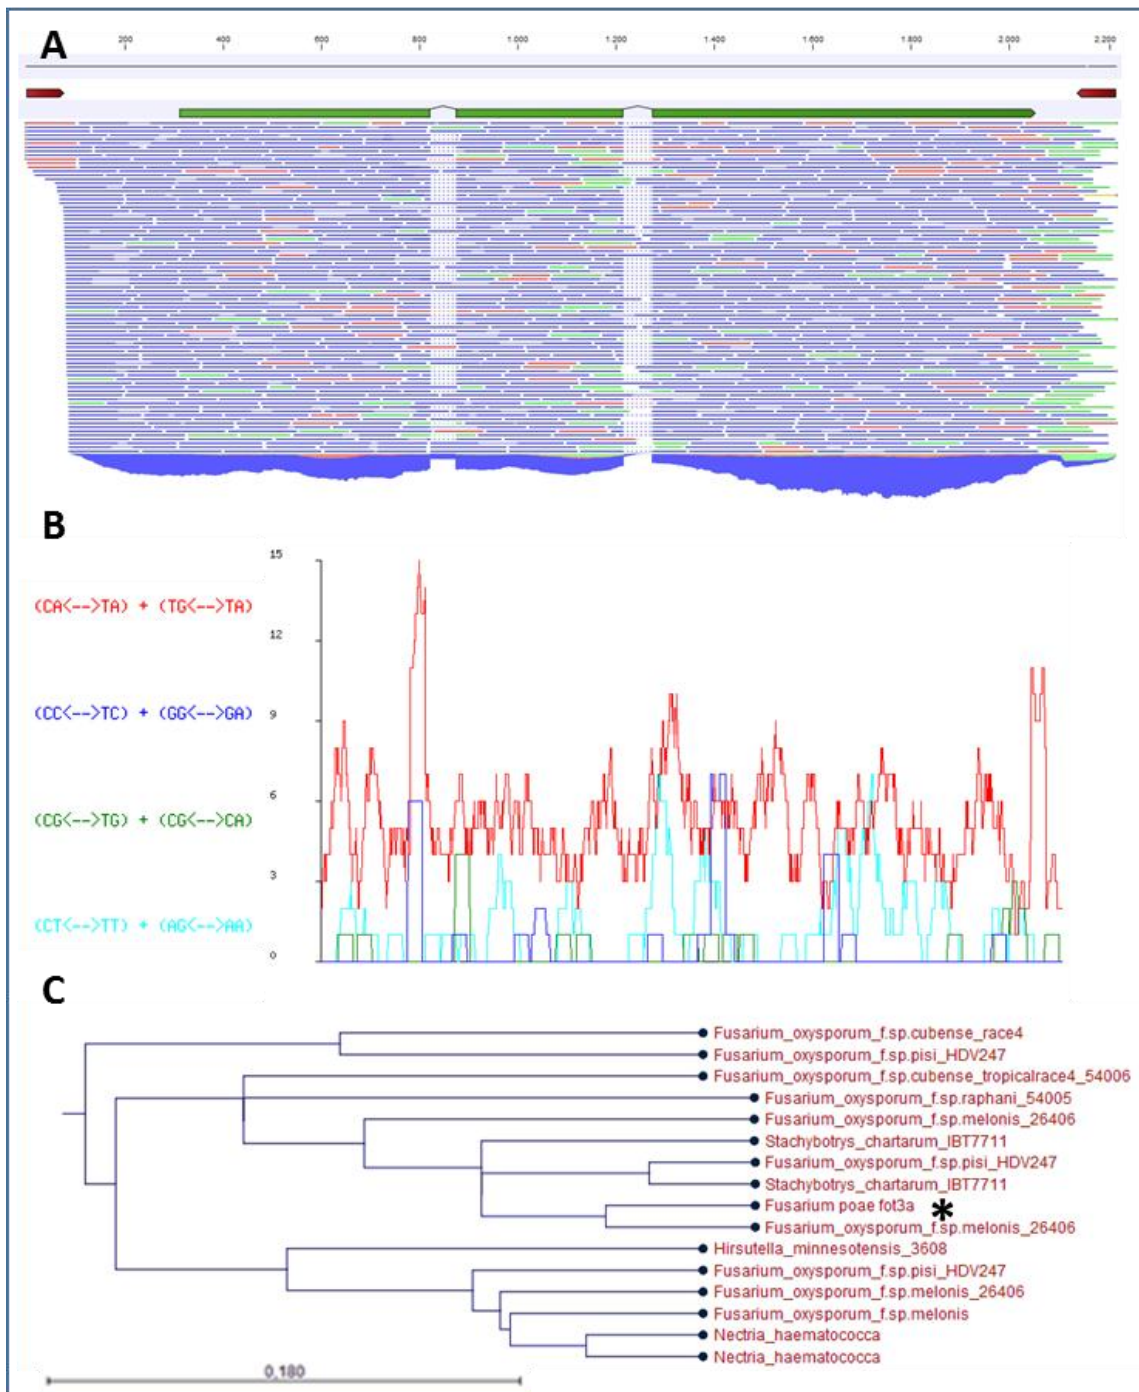 A
200 400 600 800 1.000 1.200 1.400 1.600 1.800 2.000 2.200
B
15
(CA<-->TA) + (TG<-->TA)
12
(CC<-->TC) + (GG<-->GA)
9
6
(CG<-->TG) + (CG<-->CA)
3
(CT<-->TT) + (AG<-->AA)
0
C
Fusarium_oxysporum_f.sp.cubense_race4
Fusarium_oxysporum_f.sp.pisi_HDV247
Fusarium_oxysporum_f.sp.cubense_tropicalrace4_54006
Fusarium_oxysporum_f.sp.raphani_54005
Fusarium_oxysporum_f.sp.melonis_26406
Stachybotrys_chartarum_IBT7711
Fusarium_oxysporum_f.sp.pisi_HDV247
Stachybotrys_chartarum_IBT7711
Fusarium poae fot3a *
Fusarium_oxysporum_f.sp.melonis_26406
Hirsutella_minnesotensis_3608
Fusarium_oxysporum_f.sp.pisi_HDV247
Fusarium_oxysporum_f.sp.melonis_26406
Fusarium_oxysporum_f.sp.melonis
Nectria_haematococca
Nectria_haematococca
0,180